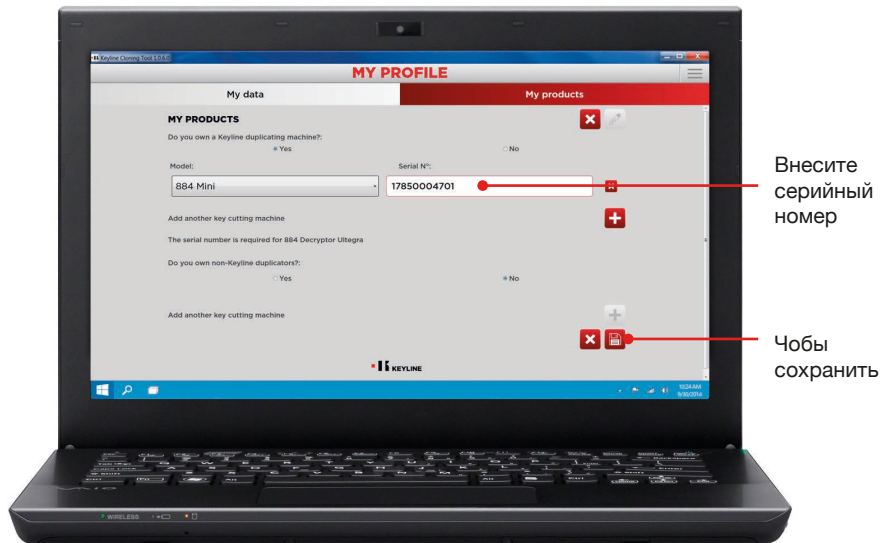 Keyline Cloning Tool 1.0.6.0
MY PROFILE
My data
My products
MY PRODUCTS
Do you own a Keyline duplicating machine?:
Yes
No
Model:
Serial N°:
884 Mini
17850004701
Внесите
серийный
номер
Add another key cutting machine
The serial number is required for 884 Decryptor Ultegra
Do you own non-Keyline duplicators?:
Yes
No
Add another key cutting machine
Чобы
сохранить
KEYLINE
10:24 AM
9/30/2014
WIRELESS